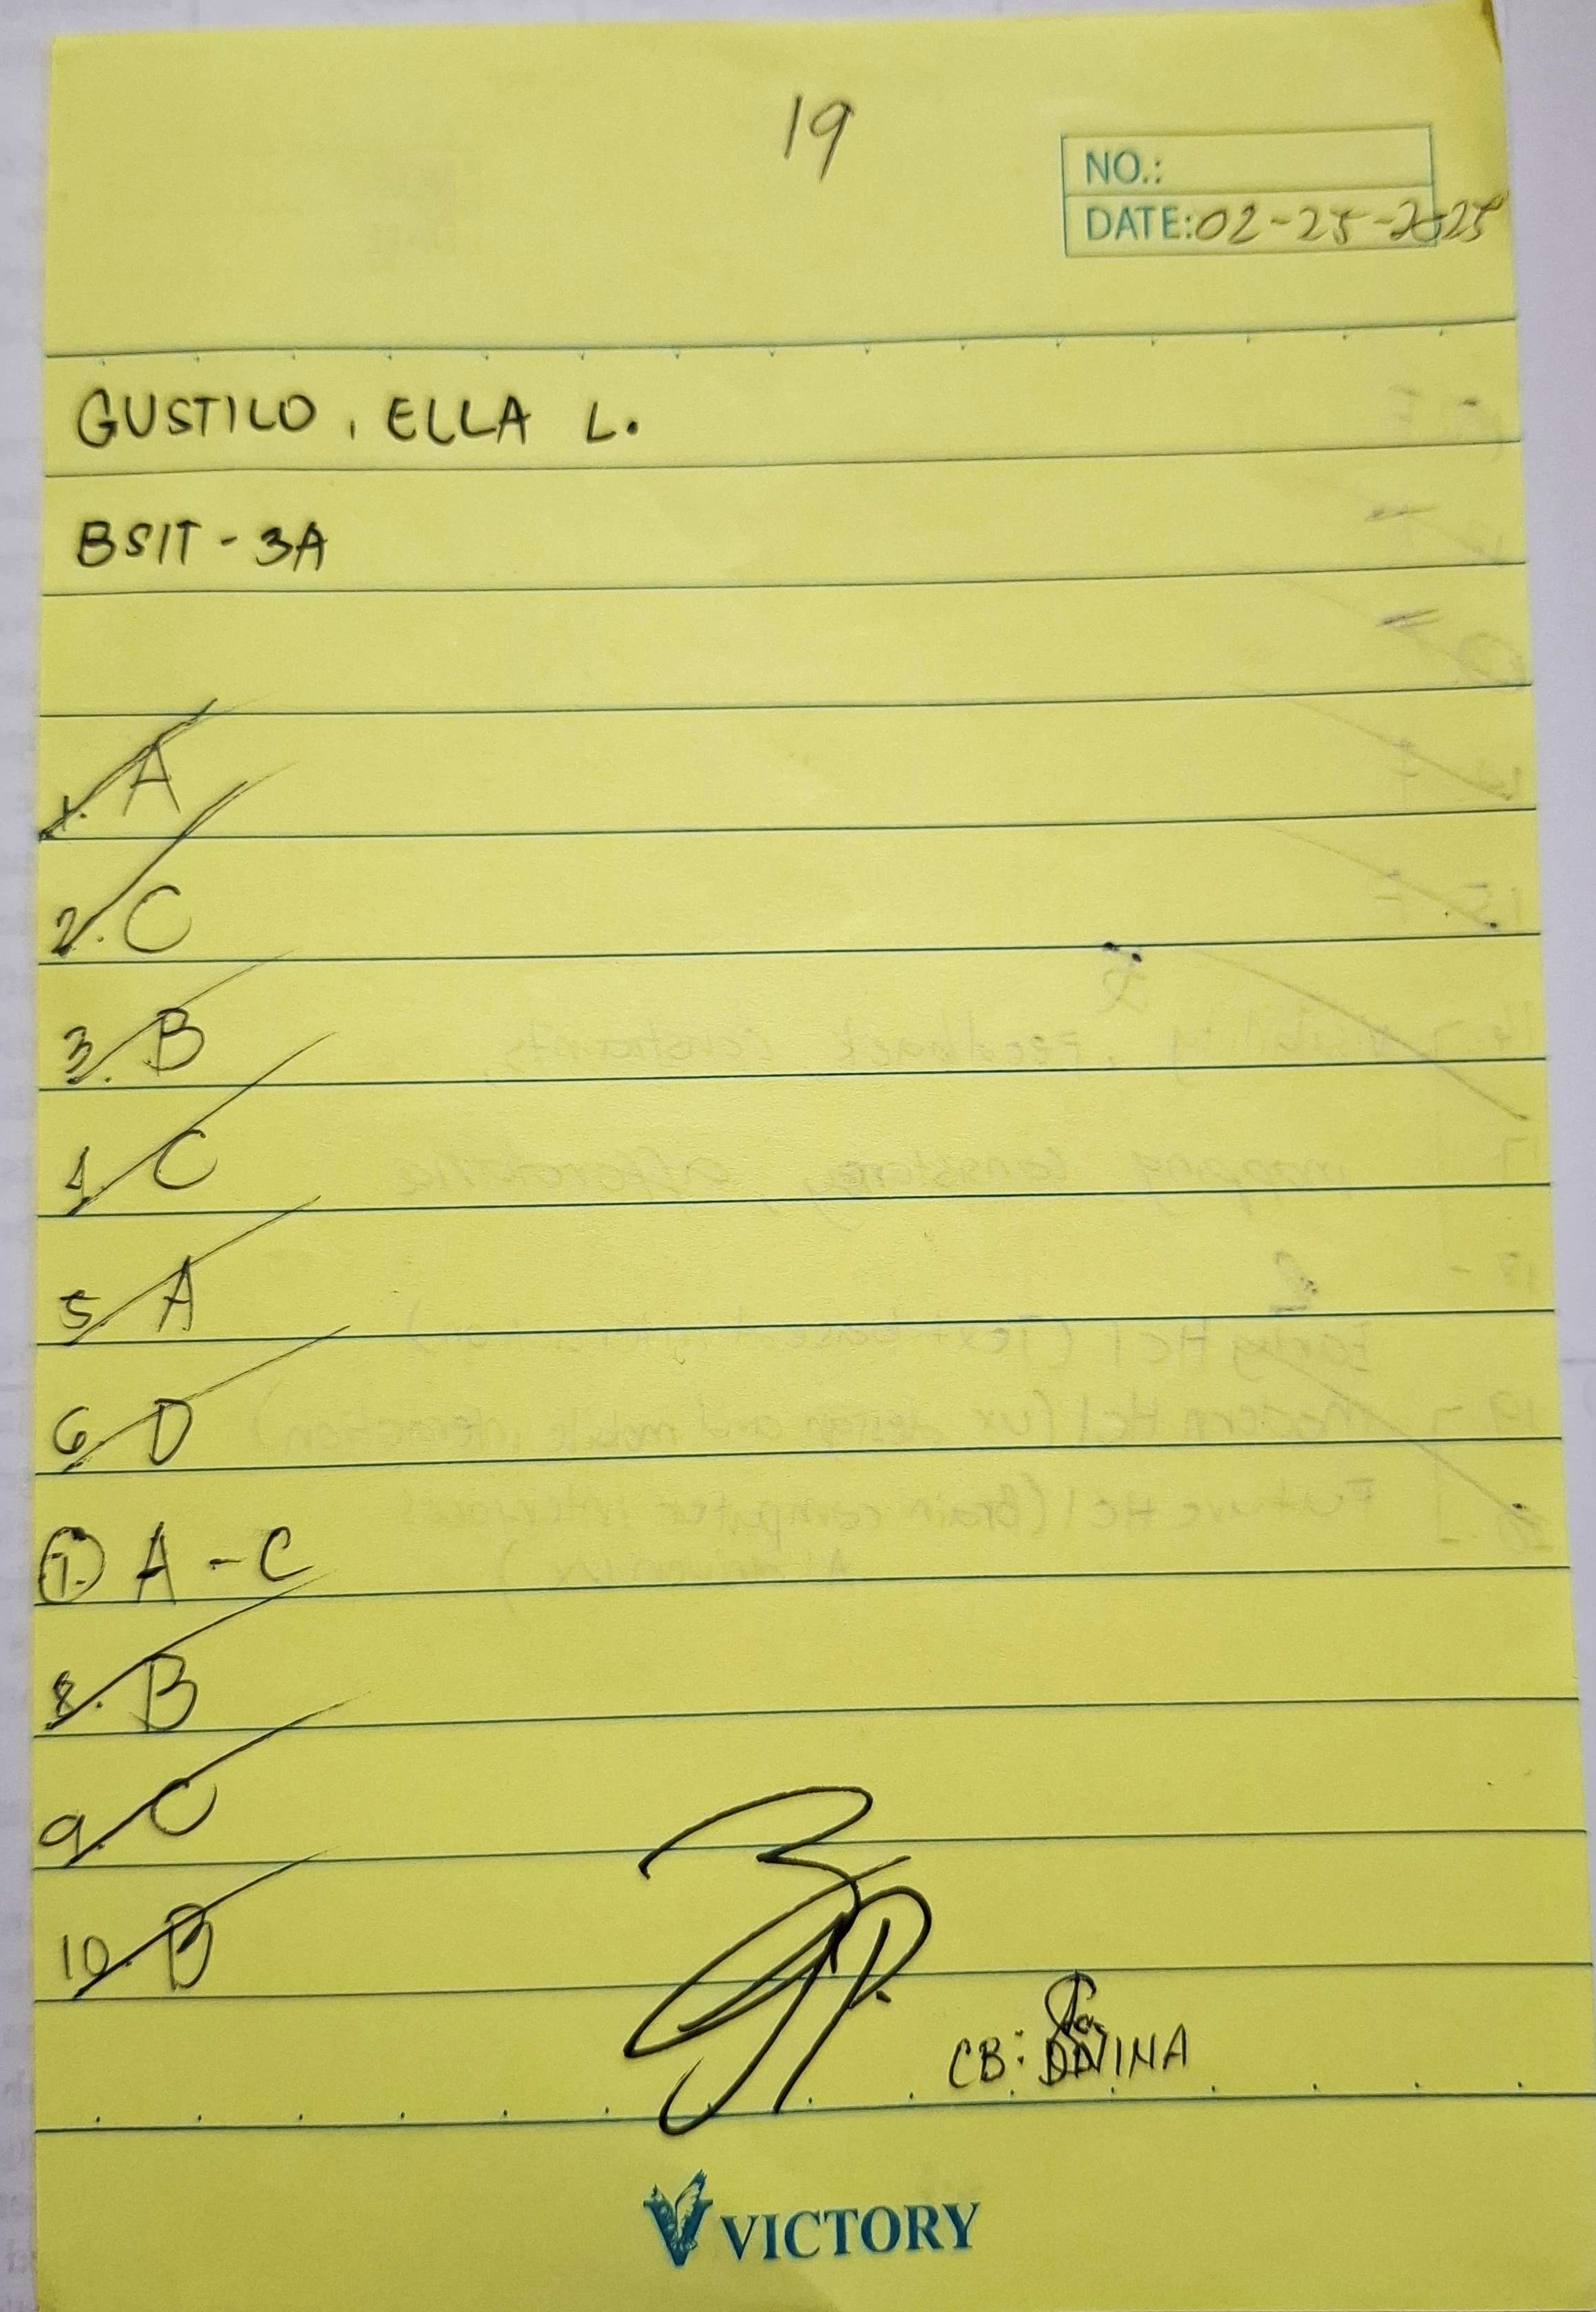 19
NO.:
DATE: 02-25-2025
GUSTILO, ELLA L.
BSIT - 3A
1. A
2. C
3. B
4. C
5. A
6. D
7. A - C
8. B
9. C
10. B
CB:
VICTORY